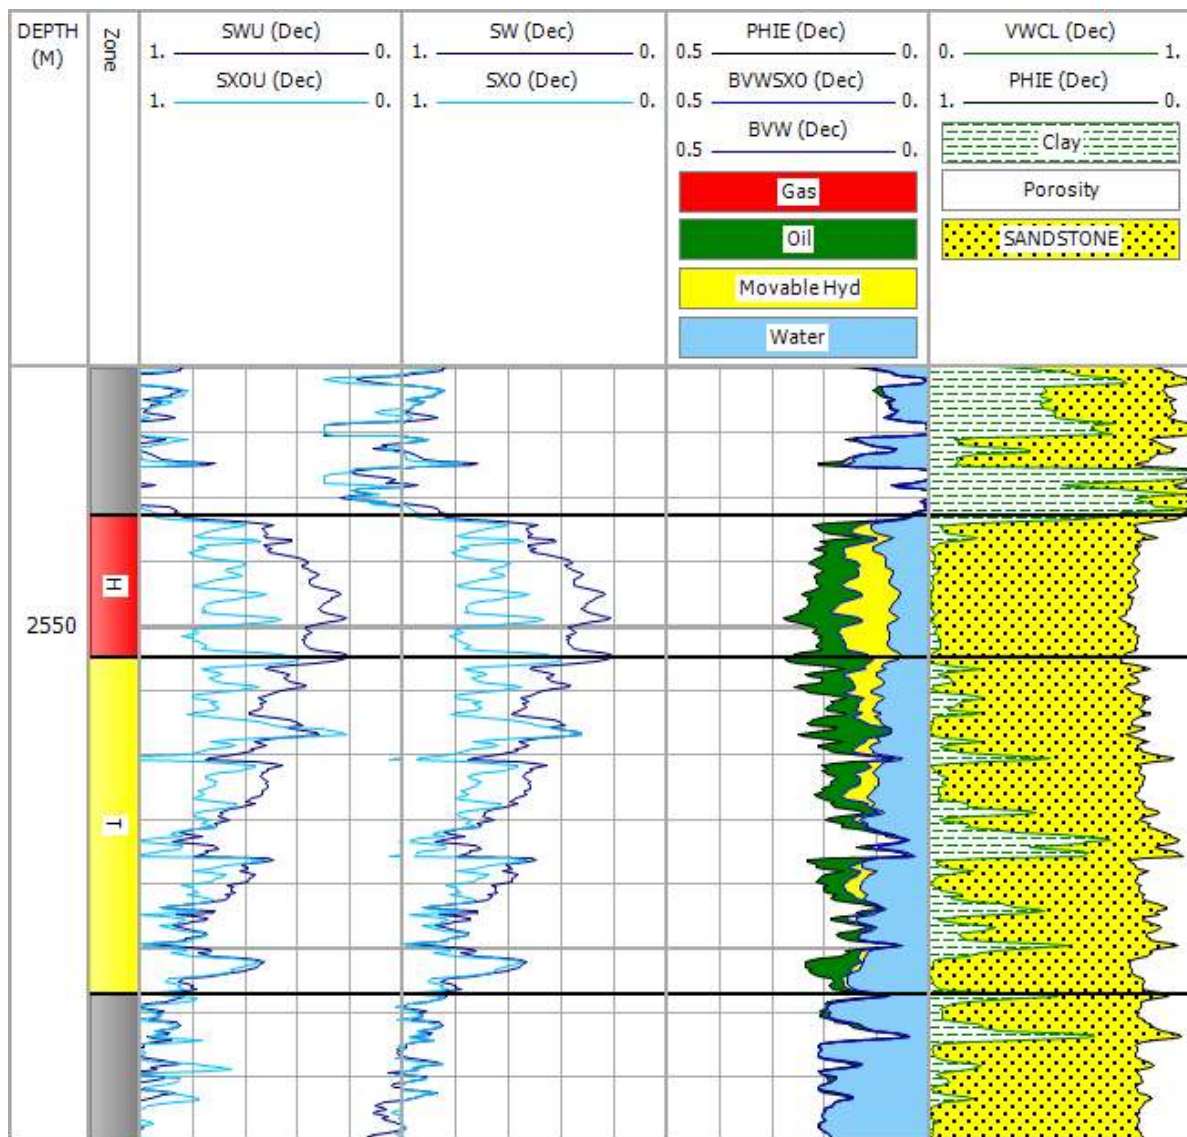 DEPTH
(M)
Zone
SWU (Dec)
1. 0.
SXOU (Dec)
1. 0.
SW (Dec)
1. 0.
SXO (Dec)
1. 0.
PHIE (Dec)
0.5 0.
BVWSXO (Dec)
0.5 0.
BVW (Dec)
0.5 0.
Gas
Oil
Movable Hyd
Water
VWCL (Dec)
0. 1.
PHIE (Dec)
1. 0.
Clay
Porosity
SANDSTONE
H
2550
T